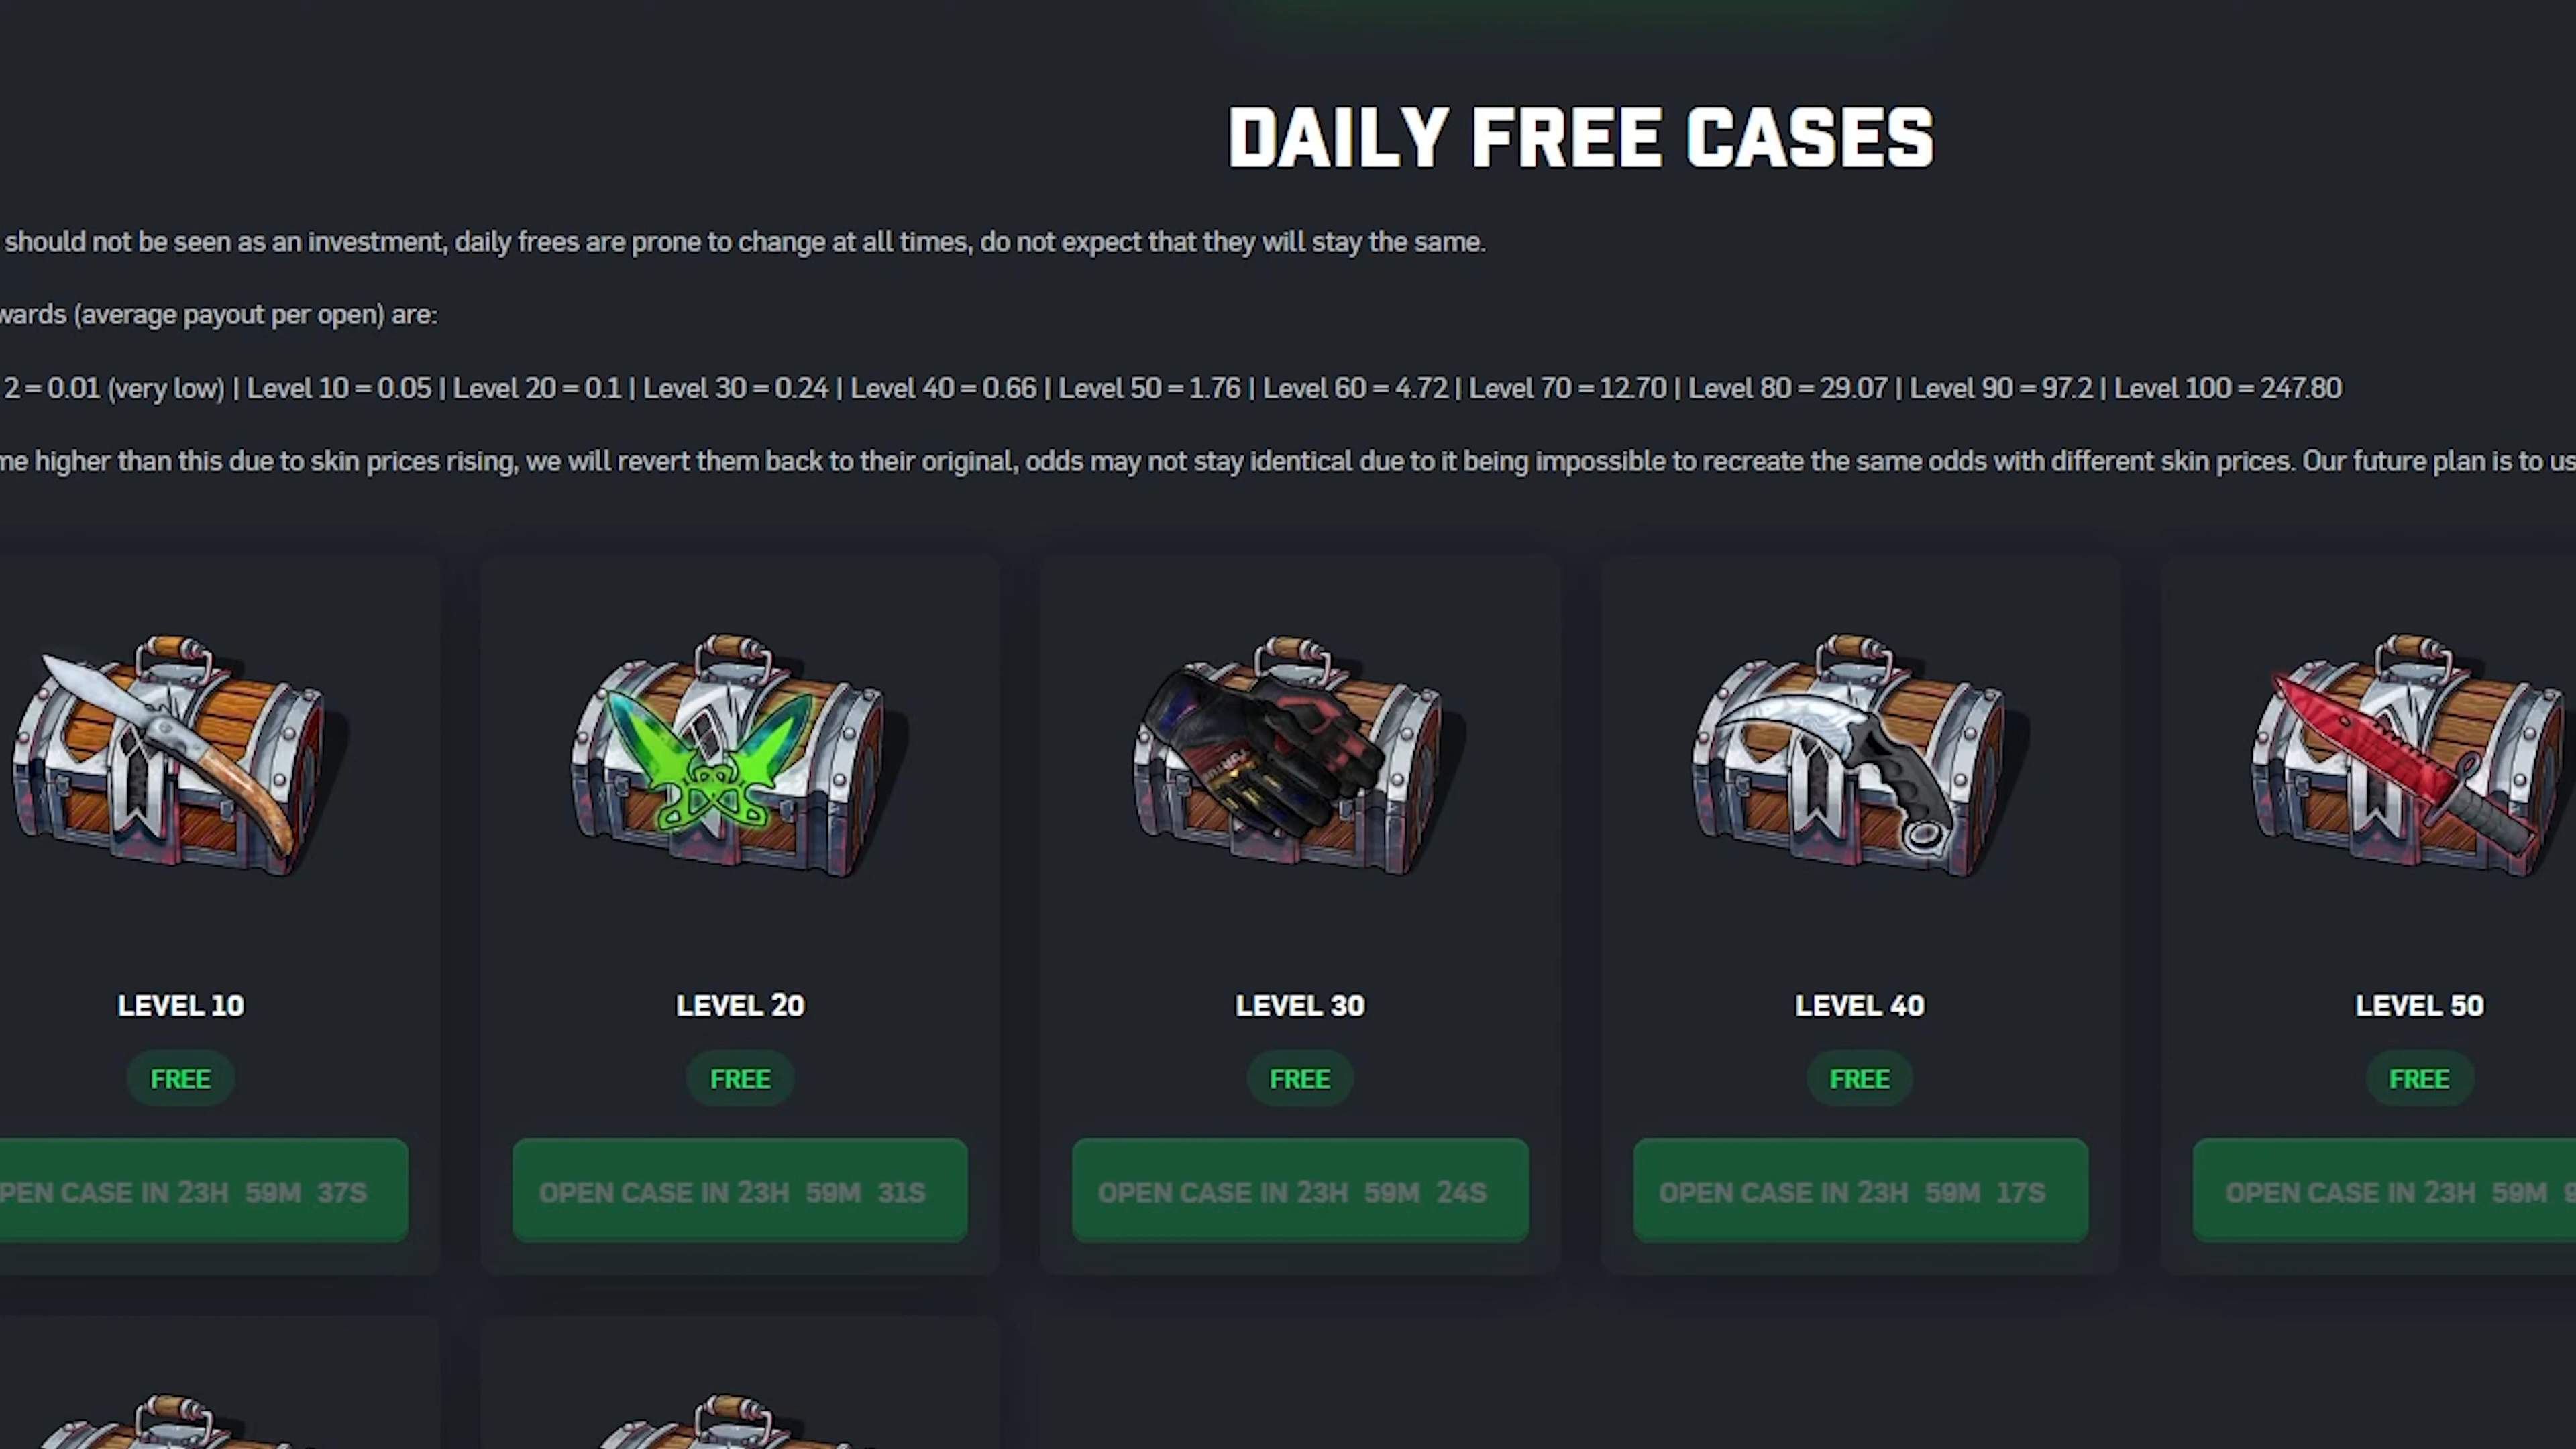 DAILY FREE CASES
should not be seen as an investment, daily frees are prone to change at all times, do not expect that they will stay the same.
(average payout per open) are:
2 = 0.01 (very low) | Level 10 = 0.05 | Level 20 = 0.1 | Level 30 = 0.24 | Level 40 = 0.66 | Level 50 = 1.76 | Level 60 = 4.72 | Level 70 = 12.70 | Level 80 = 29.07 | Level 90 = 97.2 | Level 100 = 247.80
higher than this due to skin prices rising, we will revert them back to their original, odds may not stay identical due to it being impossible to recreate the same odds with different skin prices. Our future plan is to
LEVEL 10
FREE
OPEN CASE IN 23H 59M 37S
LEVEL 20
FREE
OPEN CASE IN 23H 59M 31S
LEVEL 30
FREE
OPEN CASE IN 23H 59M 24S
LEVEL 40
FREE
OPEN CASE IN 23H 59M 17S
LEVEL 50
FREE
OPEN CASE IN 23H 59M